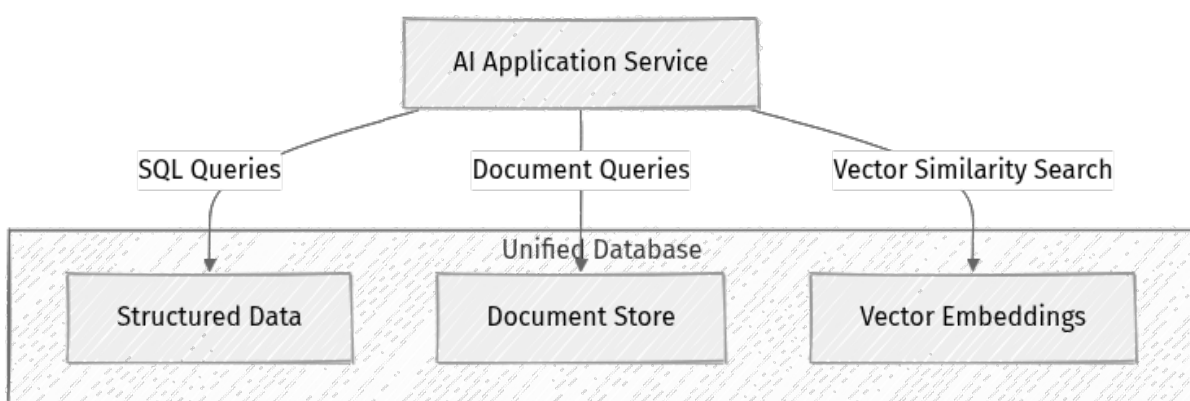 AI Application Service
SQL Queries
Document Queries
Vector Similarity Search
Unified Database
Structured Data
Document Store
Vector Embeddings